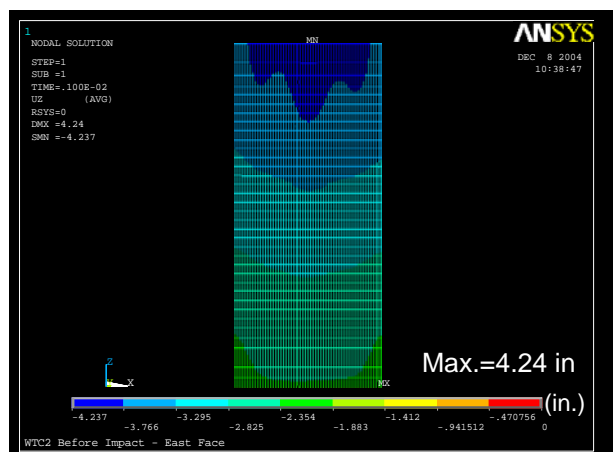 1
NODAL SOLUTION
STEP=1
SUB =1
TIME=.100E-02
UZ (AVG)
RSYS=0
DMX =4.24
SMN =-4.237
MN
ANSYS
DEC 8 2004
10:38:47
Z
X
MX
Max.=4.24 in
-4.237 -3.295 -2.354 -1.412 -.470756
(in.)
-3.766 -2.825 -1.883 -.941512 0
WTC2 Before Impact - East Face